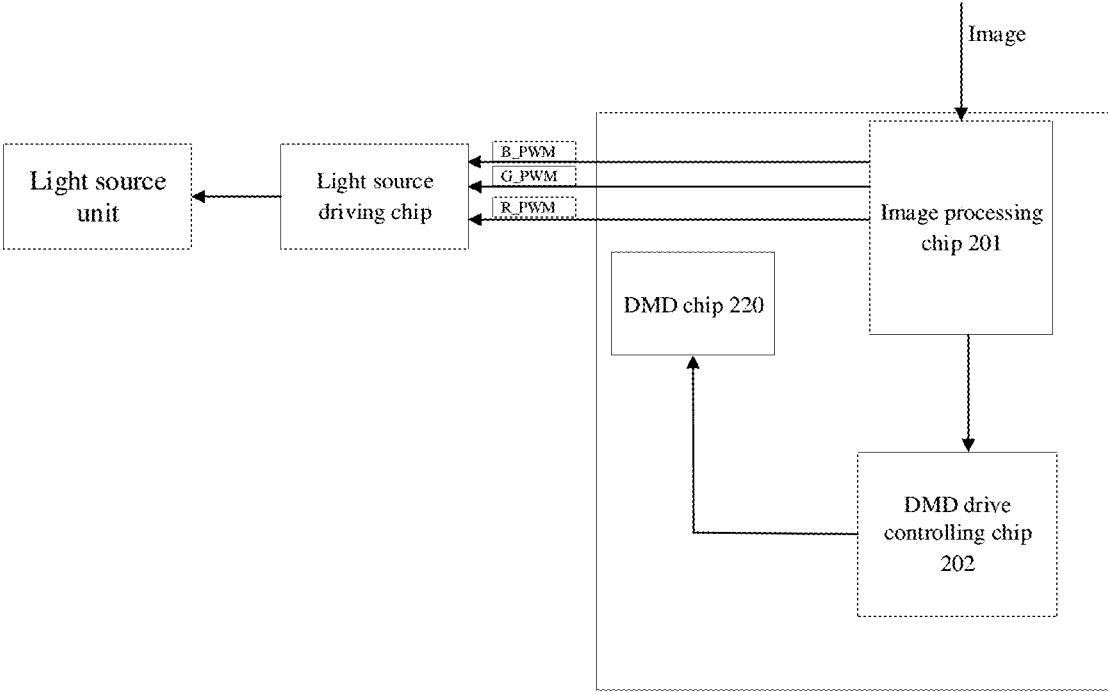 Image
B_PWM
G_PWM
R_PWM
Light source
unit
Light source
driving chip
Image processing
chip 201
DMD chip 220
DMD drive
controlling chip
202